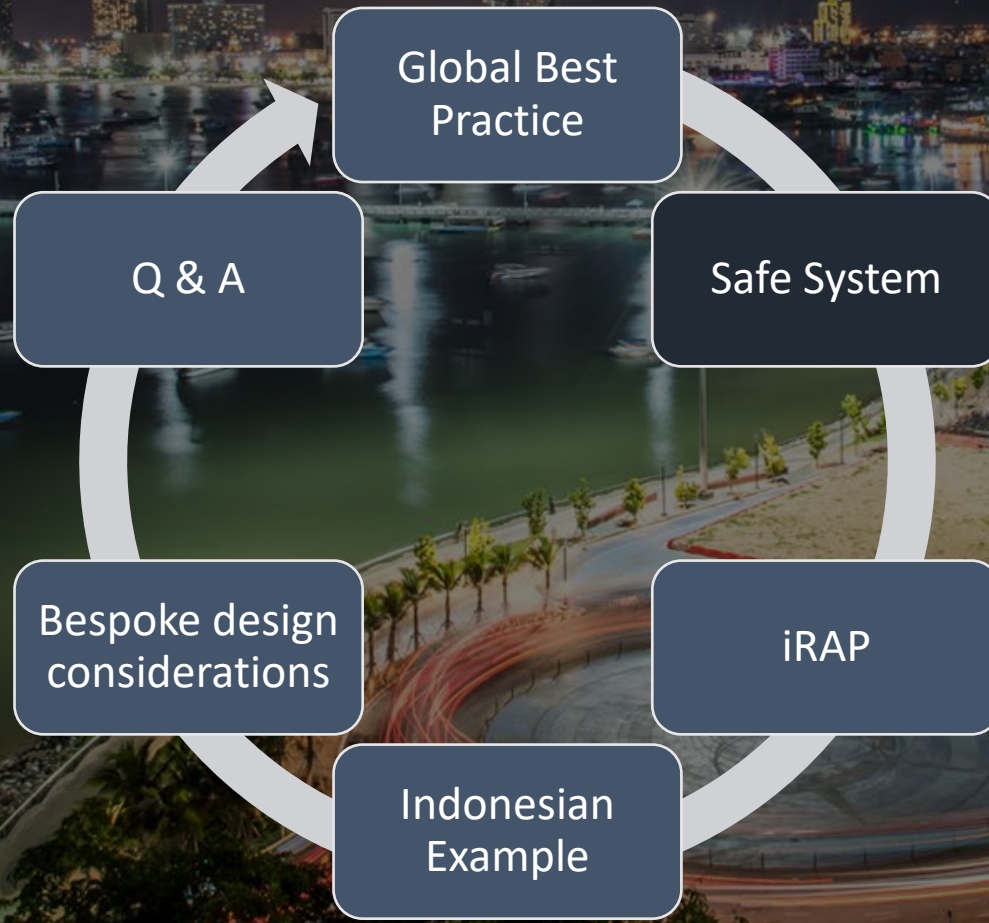 Global Best
Practice
Safe System
iRAP
Indonesian
Example
Bespoke design
considerations
Q & A